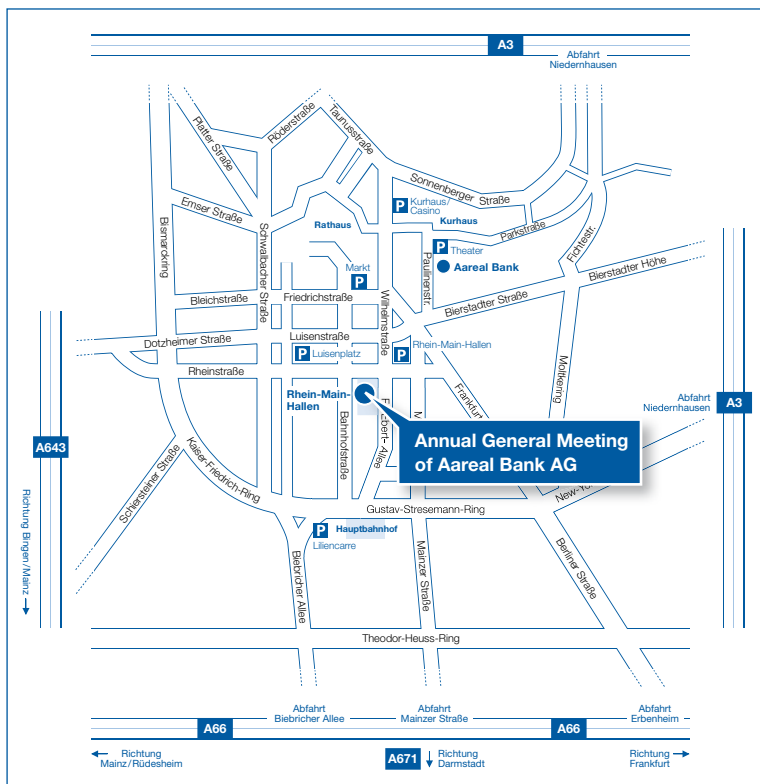 A3
Abfahrt
Niedernhausen
Platter Straße
Röderstraße
Taunusstraße
Sonnenberger Straße
Emser Straße
Bismarckring
Schwalbacher Straße
Kurhaus/
Casino
P
Rathaus
Kurhaus
Parkstraße
Fichtestr.
P
Theater
Aareal Bank
Paulinenstr.
Markt
P
Bierstadter Höhe
Bierstadter Straße
Bleichstraße
Friedrichstraße
Wilhelmstraße
Dotzheimer Straße
Luisenstraße
P
Luisenplatz
P
Rhein-Main-Hallen
Moltkering
Rheinstraße
Rhein-Main-
Hallen
Abfahrt
Niedernhausen
A3
Bahnhofstraße
Ebert-
Allee
Annual General Meeting
of Aareal Bank AG
A643
Schiersteiner Straße
Kaiser-Friedrich-Ring
Gustav-Stresemann-Ring
P
Hauptbahnhof
Liliencarre
Richtung Bingen/Mainz
Biebricher Allee
Mainzer Straße
Berliner Straße
Theodor-Heuss-Ring
Abfahrt
Biebricher Allee
Abfahrt
Mainzer Straße
Abfahrt
Erbenheim
A66
A66
Richtung
Mainz/Rüdesheim
A671
Richtung
Darmstadt
Richtung
Frankfurt